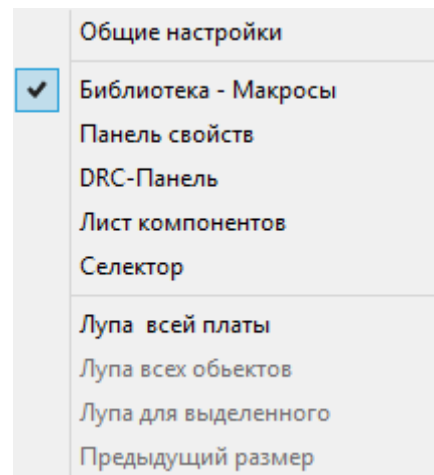 Общие настройки
Библиотека - Макросы
Панель свойств
DRC-Панель
Лист компонентов
Селектор
Лупа  всей платы
Лупа всех обьектов
Лупа для выделенного
Предыдущий размер